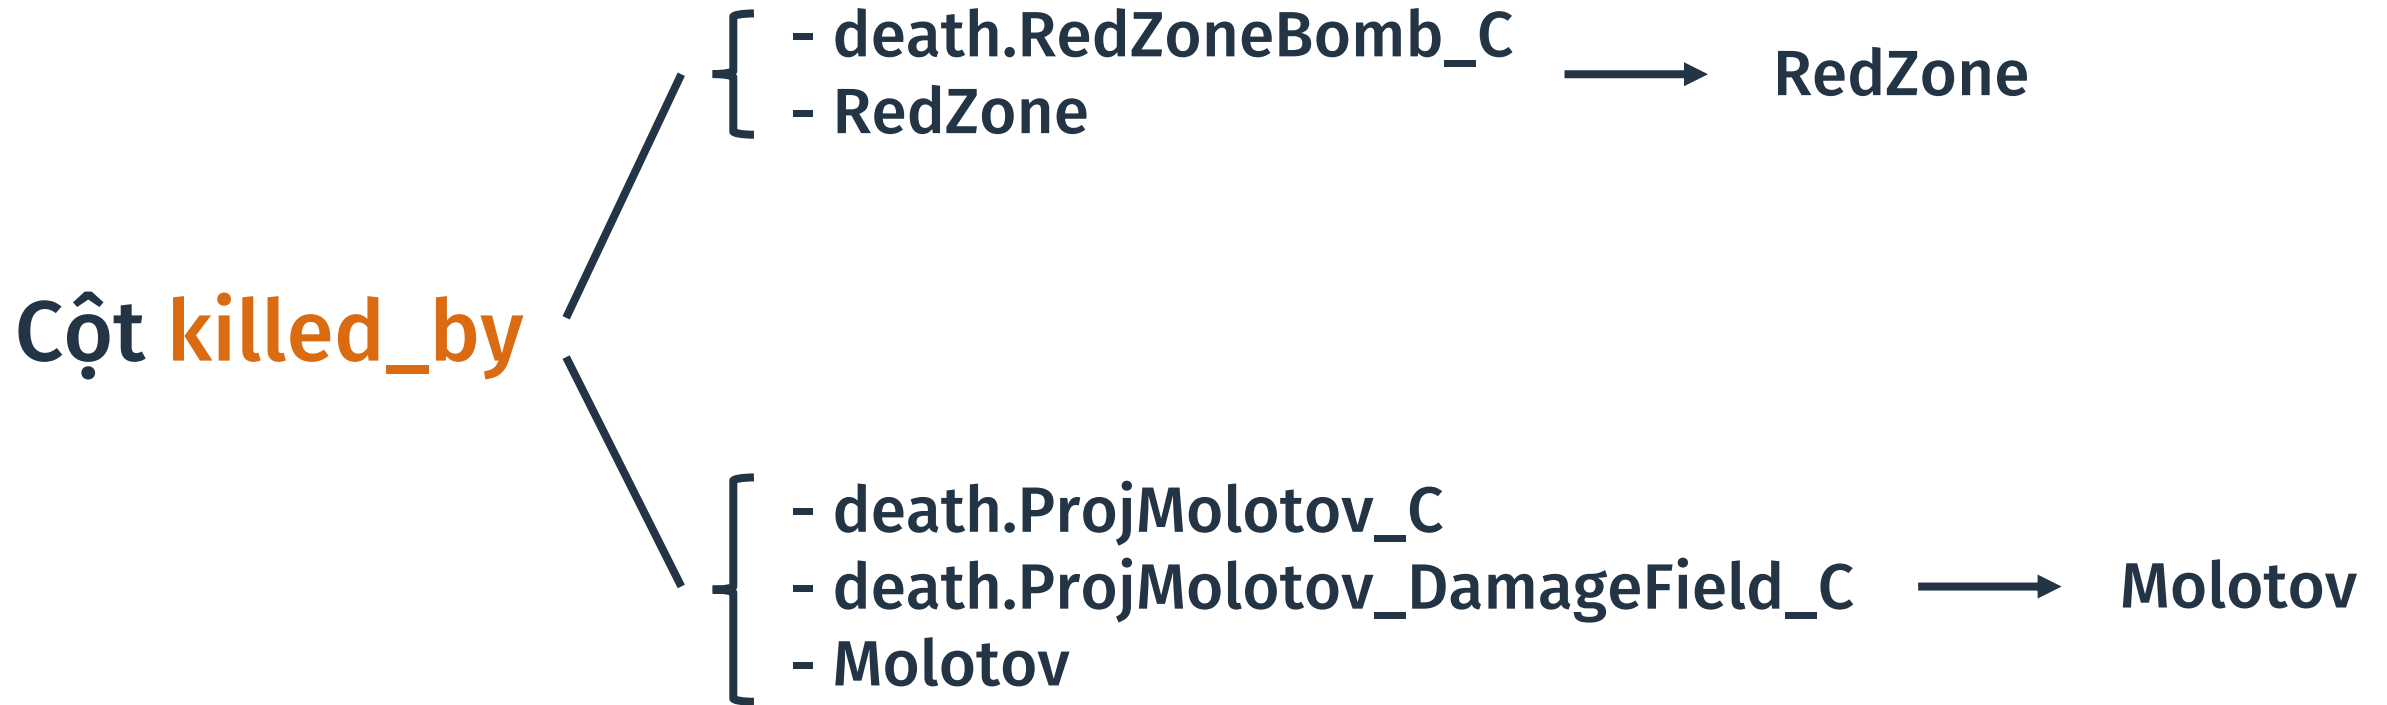 - death.RedZoneBomb_C
- RedZone
RedZone
Cột killed_by
- death.ProjMolotov_C
- death.ProjMolotov_DamageField_C
- Molotov
Molotov